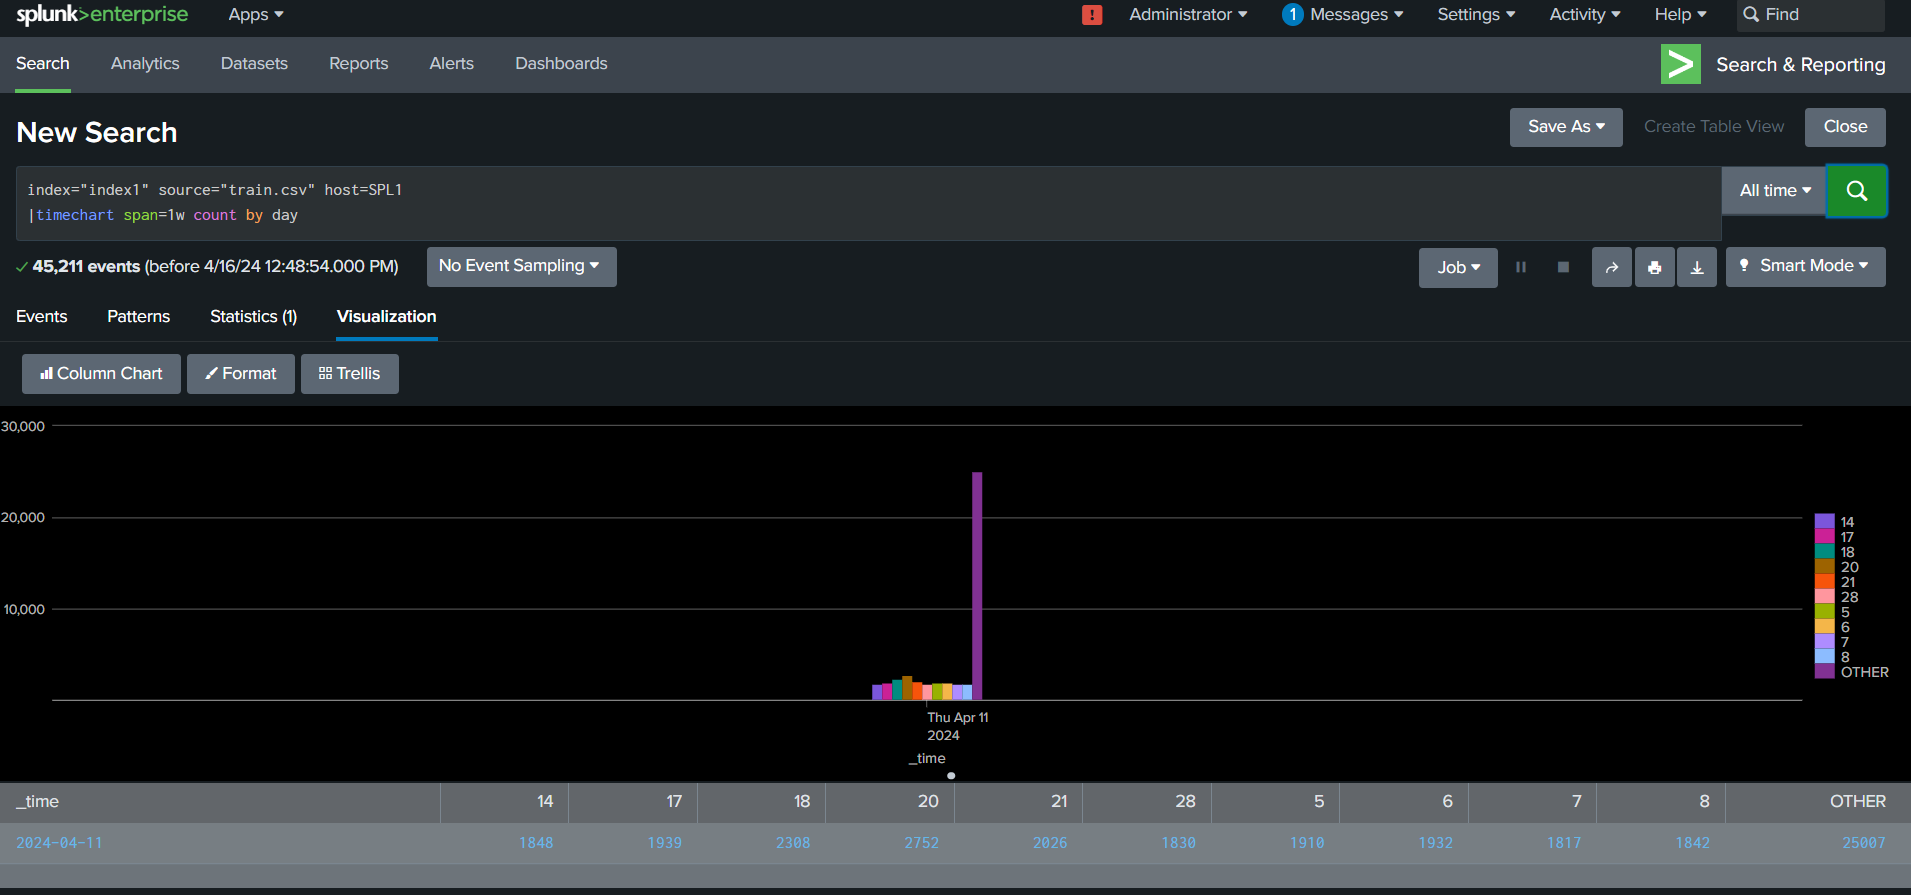 splunk>enterprise Apps ! Administrator 1 Messages Settings Activity Help Find
Search Analytics Datasets Reports Alerts Dashboards > Search & Reporting
New Search Save As Create Table View Close
index="index1" source="train.csv" host=SPL1
|timechart span=1w count by day
All time
45,211 events (before 4/16/24 12:48:54.000 PM) No Event Sampling Job Smart Mode
Events Patterns Statistics (1) Visualization
Column Chart Format Trellis
30,000
20,000
10,000
14
17
18
20
21
28
5
6
7
8
OTHER
Thu Apr 11
2024
_time
_time 14 17 18 20 21 28 5 6 7 8 OTHER
2024-04-11 1848 1939 2308 2752 2026 1830 1910 1932 1817 1842 25007